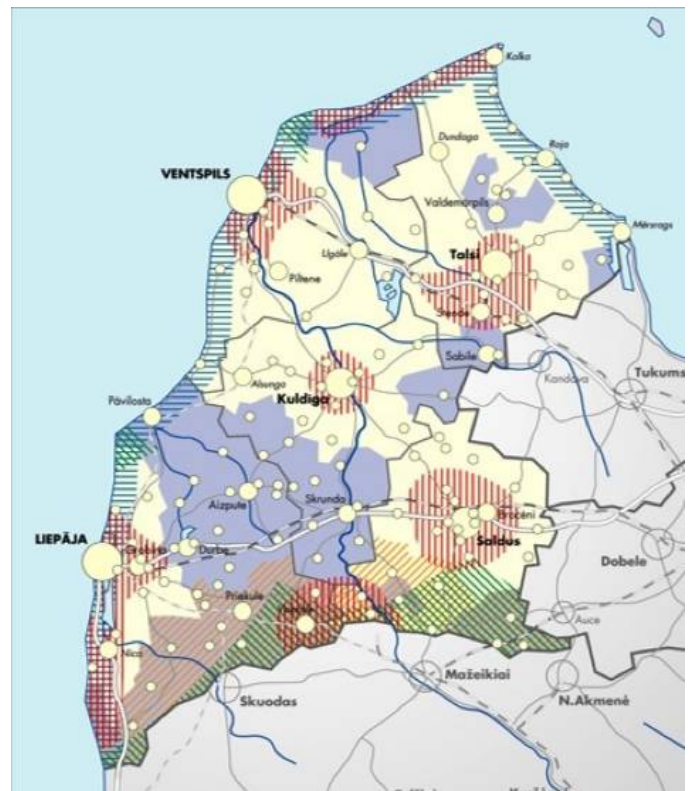 Kolka
Dundaga
Roja
VENTSPILS
Valdemārpils
Mērsrags
Ugāle
Talsi
Piltene
Stende
Sabile
Kandava
Tukums
Alsunga
Kuldīga
Pāvilosta
Aizpute
Skrunda
Brocēni
Saldus
LIEPĀJA
Grobiņa
Durbe
Dobele
Priekule
Auce
Nīca
Mažeikiai
Skuodas
N.Akmenė